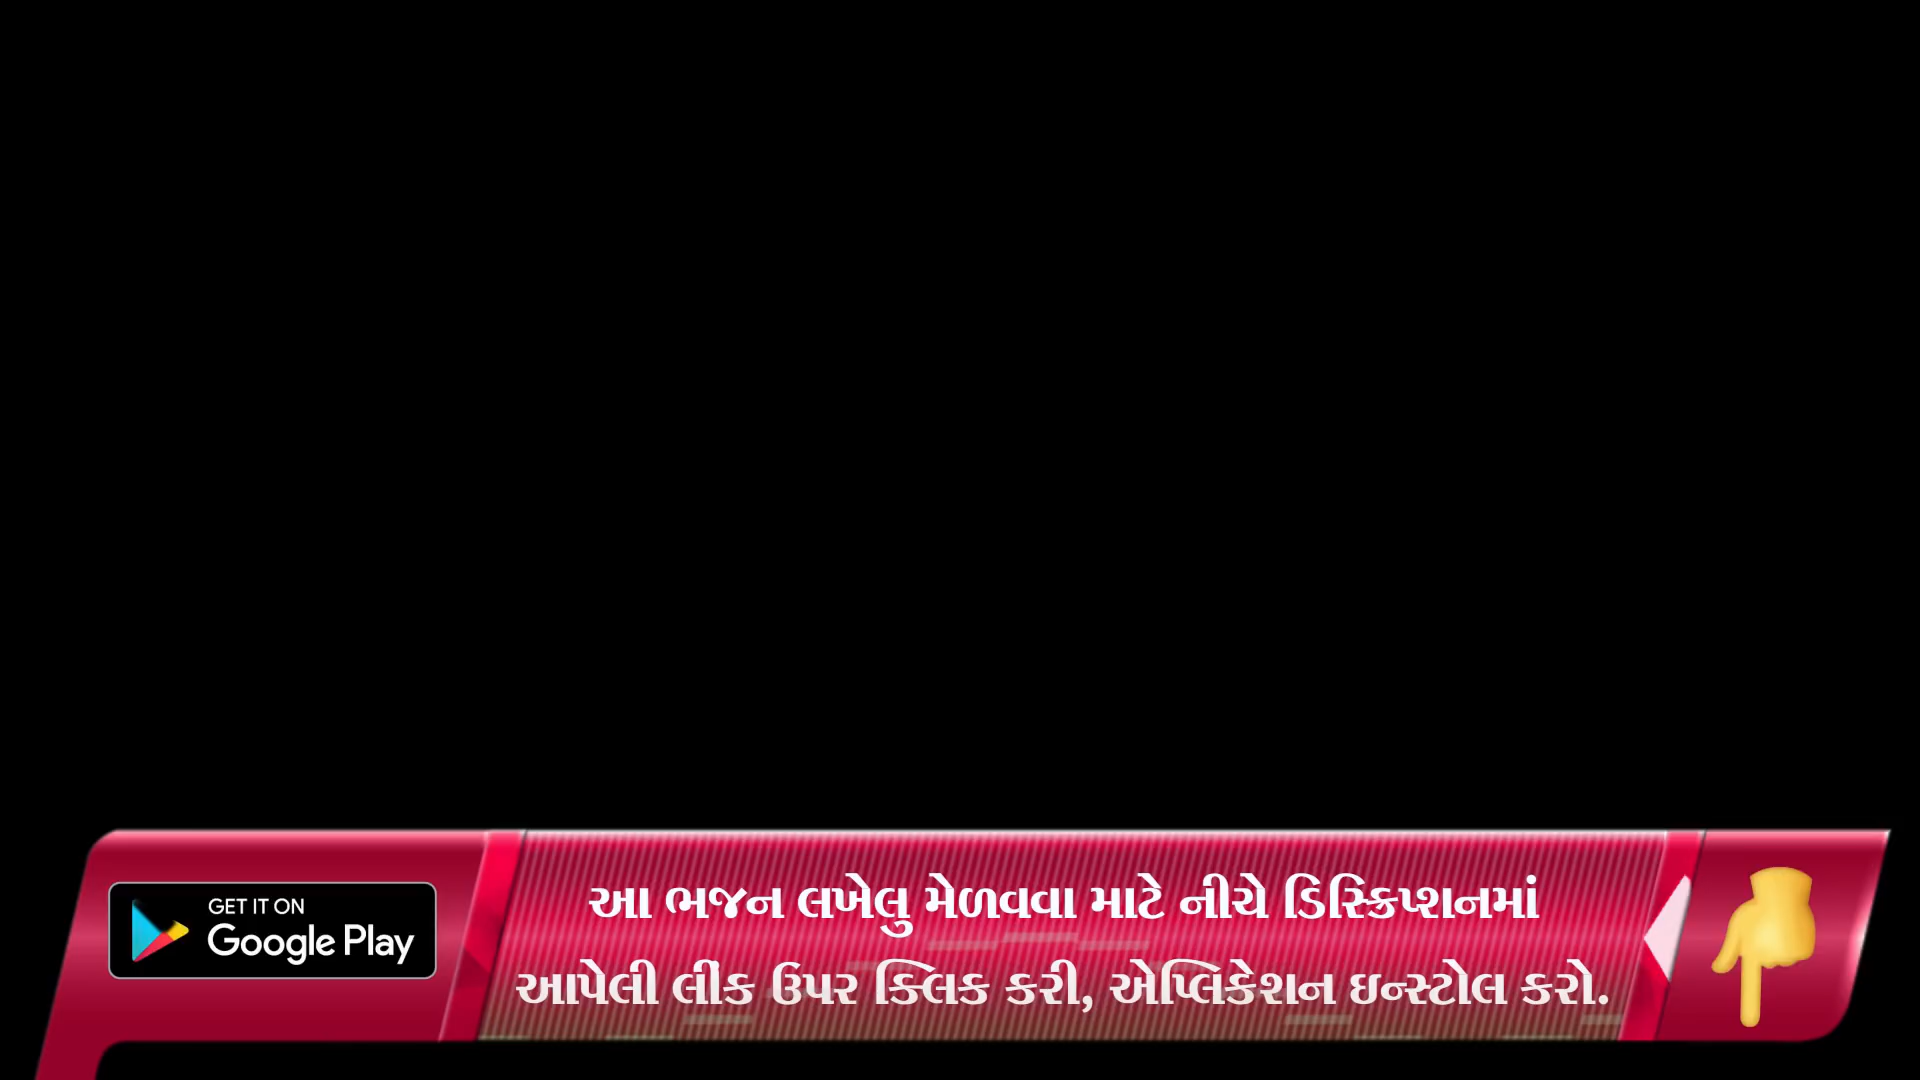 GET IT ON
Google Play
આ ભજન લખેલુ મેળવવા માટે નીચે ડિસ્ક્રિપ્શનમાં
આપેલી લીંક ઉપર ક્લિક કરી, એપ્લિકેશન ઇન્સ્ટોલ કરો.